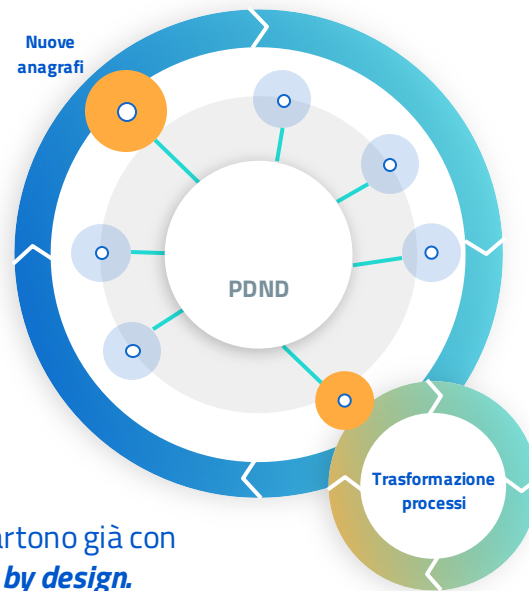 Nuove
anagrafi
PDND
Trasformazione
processi
artono già con
by design.